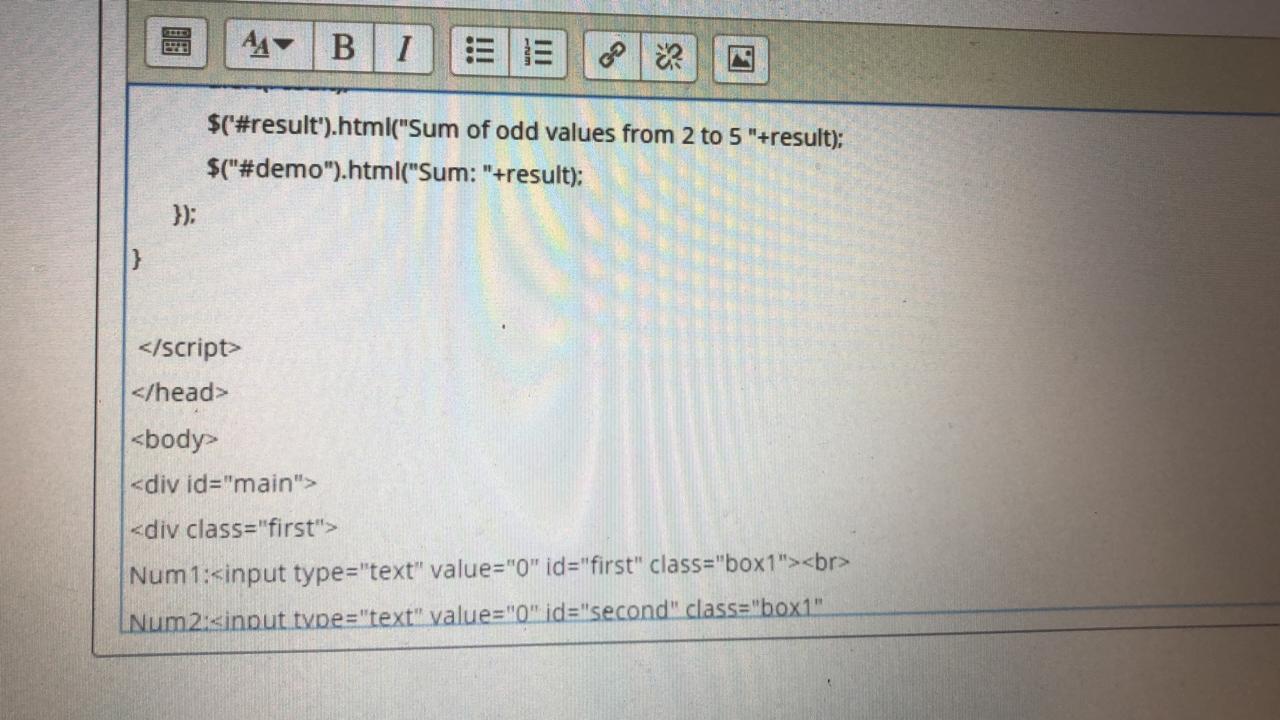 B I
$('#result').html("Sum of odd values from 2 to 5 "+result);
$("#demo").html("Sum: "+result);
});
}
</script>
</head>
<body>
<div id="main">
<div class="first">
Num1:<input type="text" value="0" id="first" class="box1"><br>
Num2:<input type="text" value="0" id="second" class="box1"